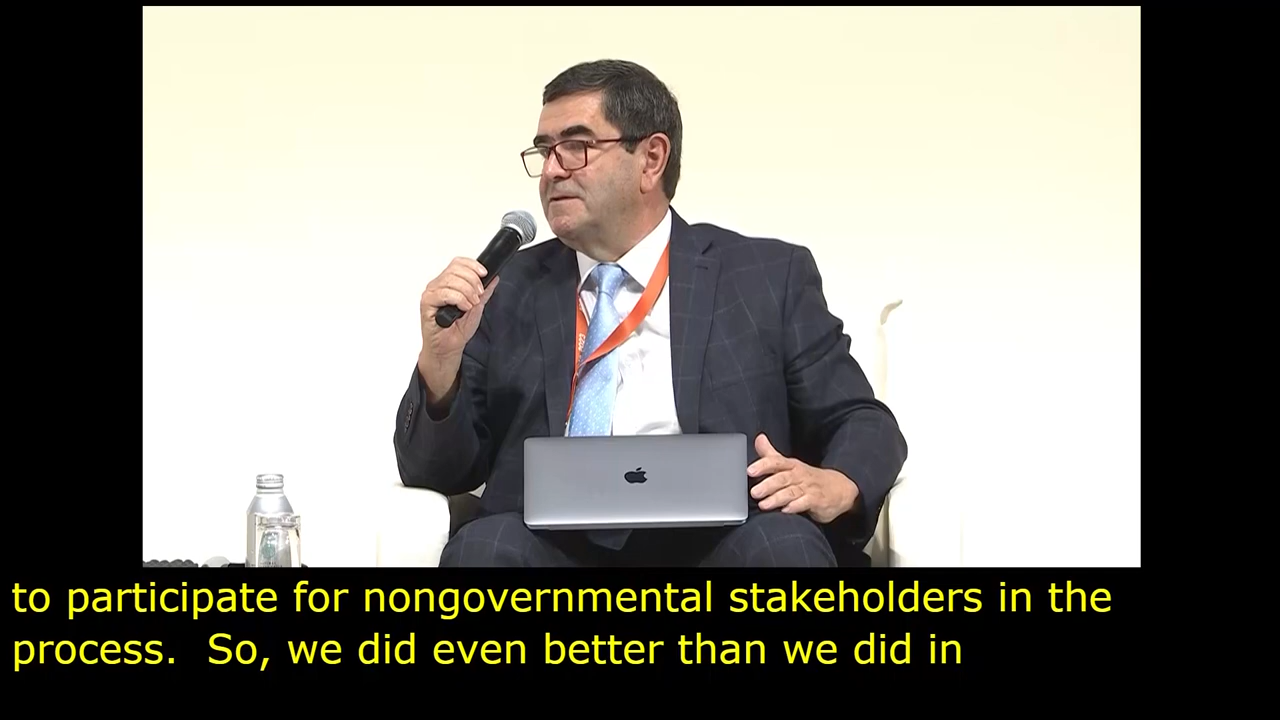 to participate for nongovernmental stakeholders in the
process.  So, we did even better than we did in